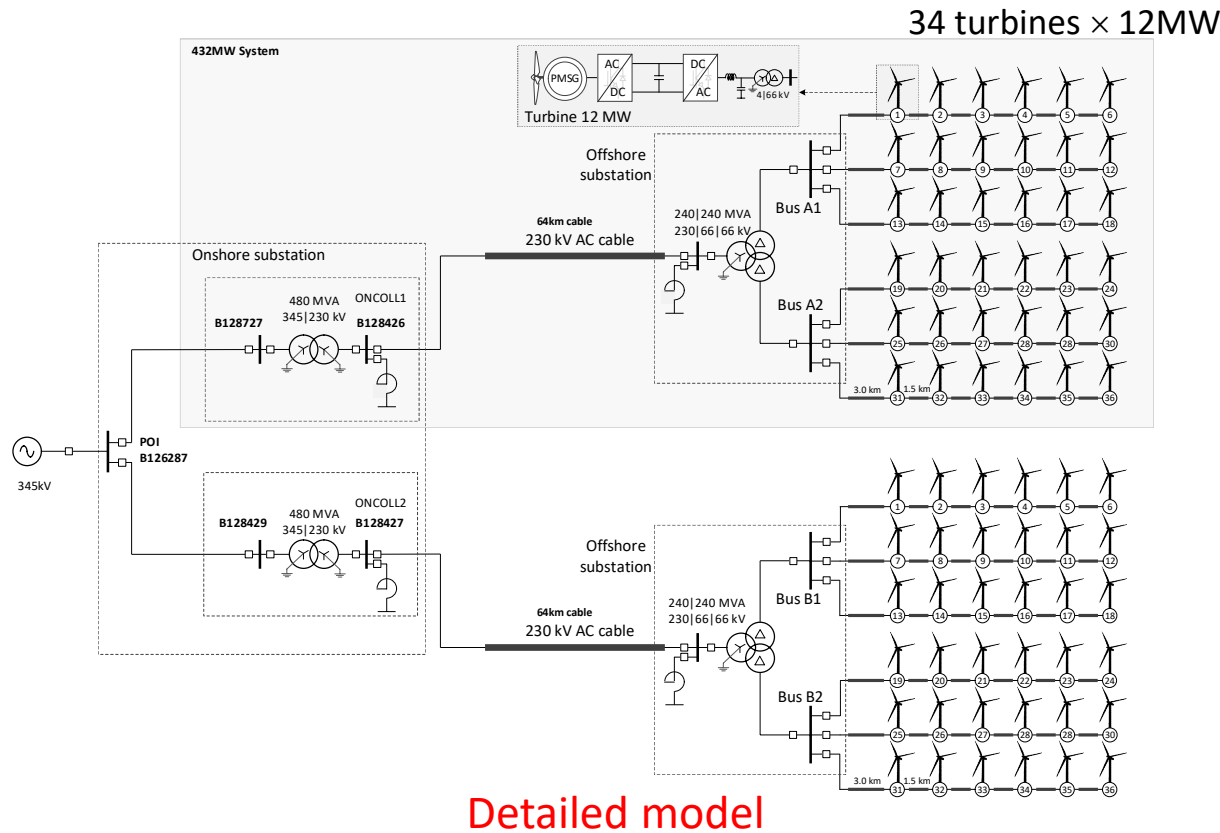 34 turbines × 12MW
432MW System
PMSG
AC
DC
DC
AC
4|66 kV
Turbine 12 MW
1 2 3 4 5 6
Offshore
substation
7 8 9 10 11 12
Bus A1
64km cable
230 kV AC cable
240|240 MVA
230|66|66 kV
13 14 15 16 17 18
Onshore substation
19 20 21 22 23 24
480 MVA
345|230 kV
ONCOLL1
B128727
B128426
Bus A2
25 26 27 28 28 30
3.0 km
1.5 km
31 32 33 34 35 36
POI
B126287
345kV
480 MVA
345|230 kV
ONCOLL2
B128429
B128427
1 2 3 4 5 6
Offshore
substation
7 8 9 10 11 12
Bus B1
64km cable
230 kV AC cable
240|240 MVA
230|66|66 kV
13 14 15 16 17 18
19 20 21 22 23 24
Bus B2
25 26 27 28 28 30
3.0 km
1.5 km
31 32 33 34 35 36
Detailed model